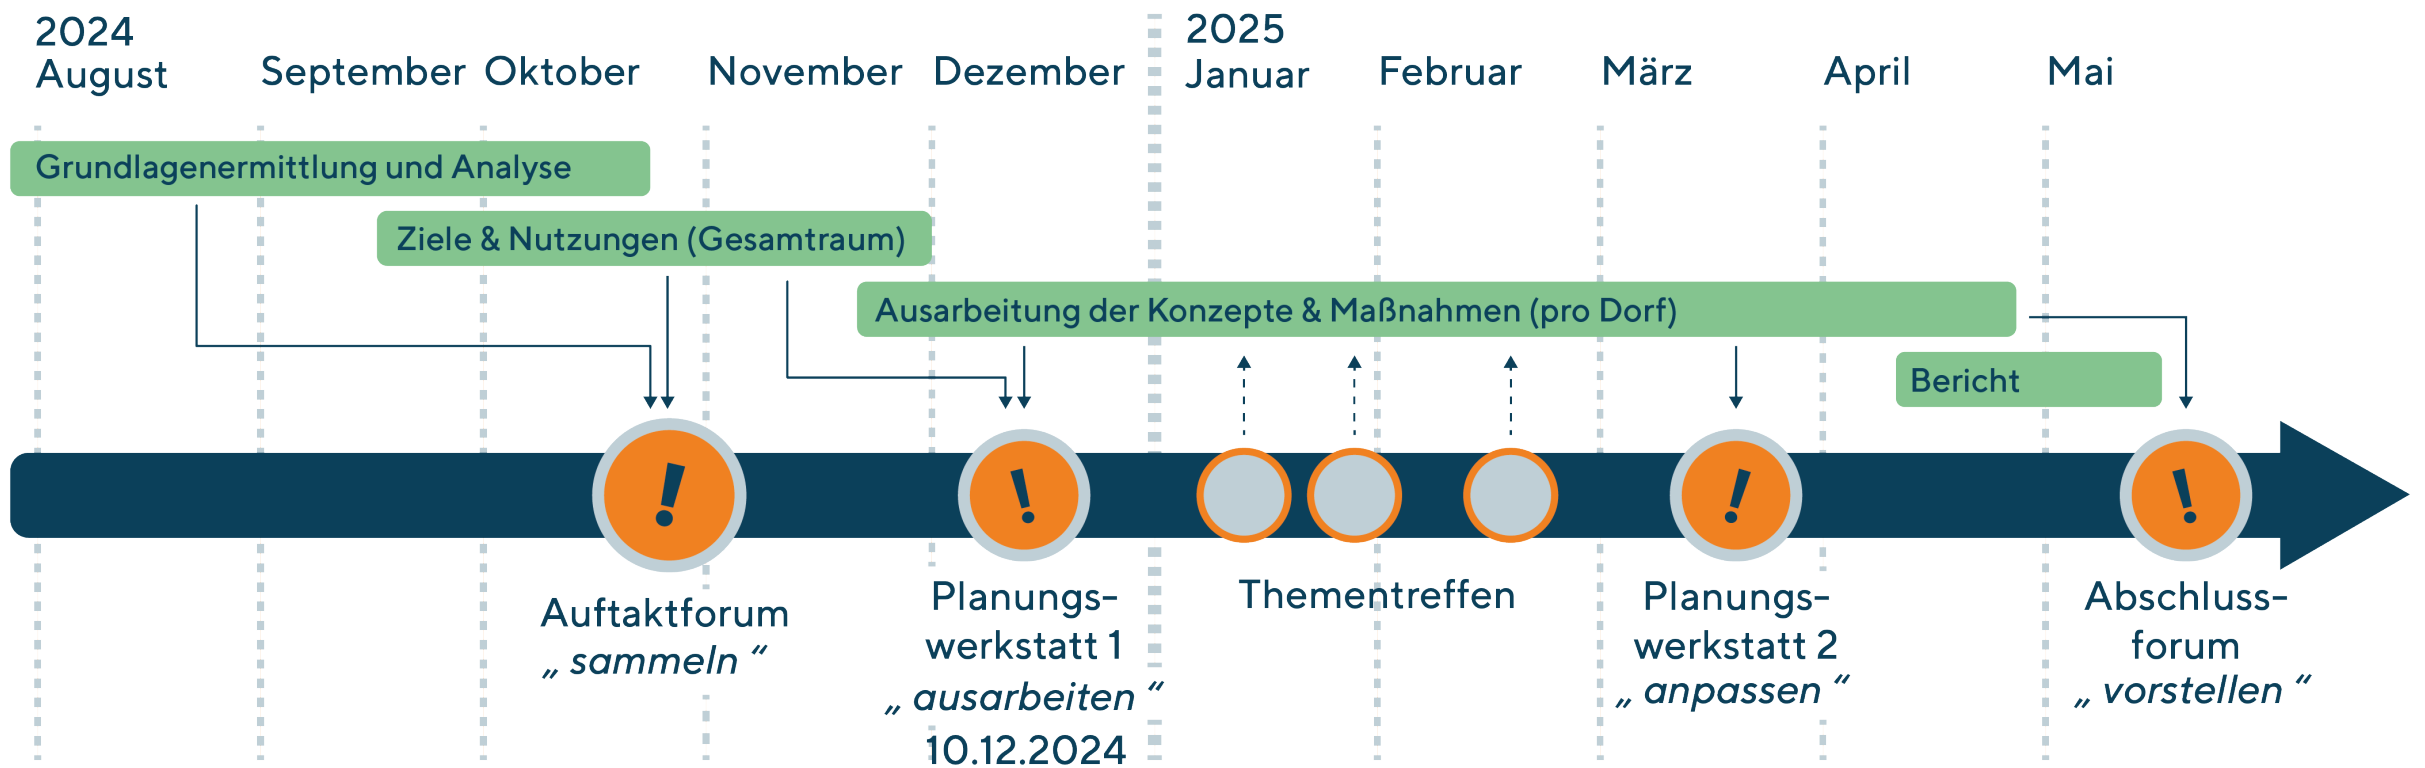 2024
August
September
Oktober
November
Dezember
2025
Januar
Februar
März
April
Mai
Grundlagenermittlung und Analyse
Ziele & Nutzungen (Gesamtraum)
Ausarbeitung der Konzepte & Maßnahmen (pro Dorf)
Bericht
!
!
!
!
Auftaktforum
„ sammeln “
Planungs-
werkstatt 1
„ ausarbeiten “
10.12.2024
Thementreffen
Planungs-
werkstatt 2
„ anpassen “
Abschluss-
forum
„ vorstellen “